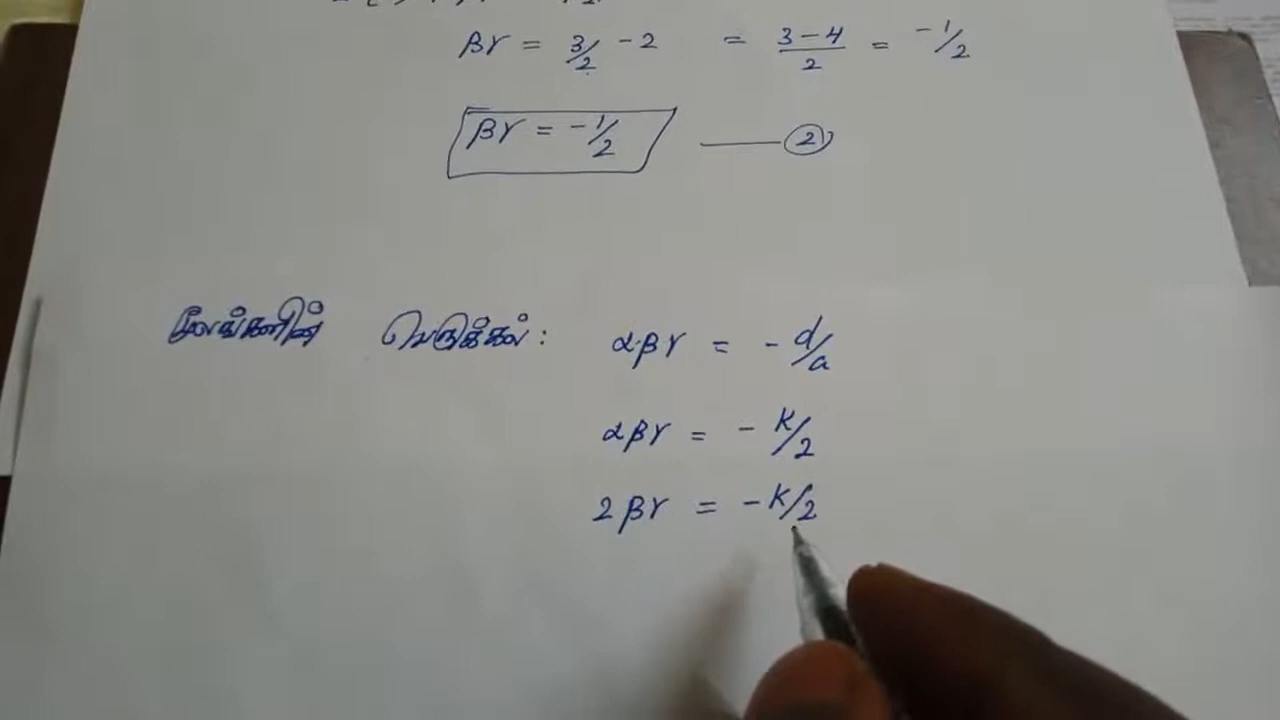 βγ = 3/2 - 2 = 3-4/2 = -1/2
βγ = -1/2 —— ②
மூலங்களின் பெருக்கல் : αβγ = - d/a
αβγ = - k/2
2βγ = -k/2